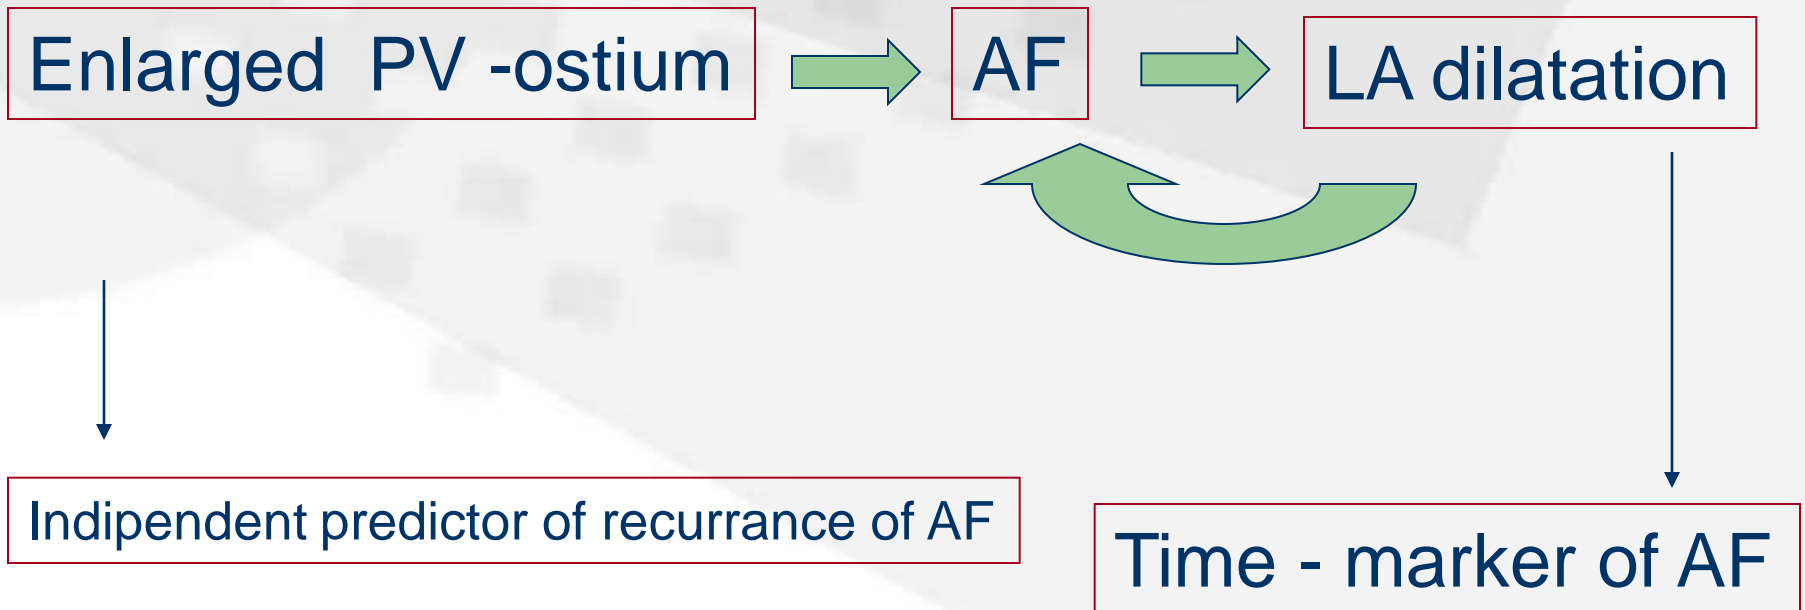 Enlarged PV -ostium
AF
LA dilatation
Indipendent predictor of recurrance of AF
Time - marker of AF